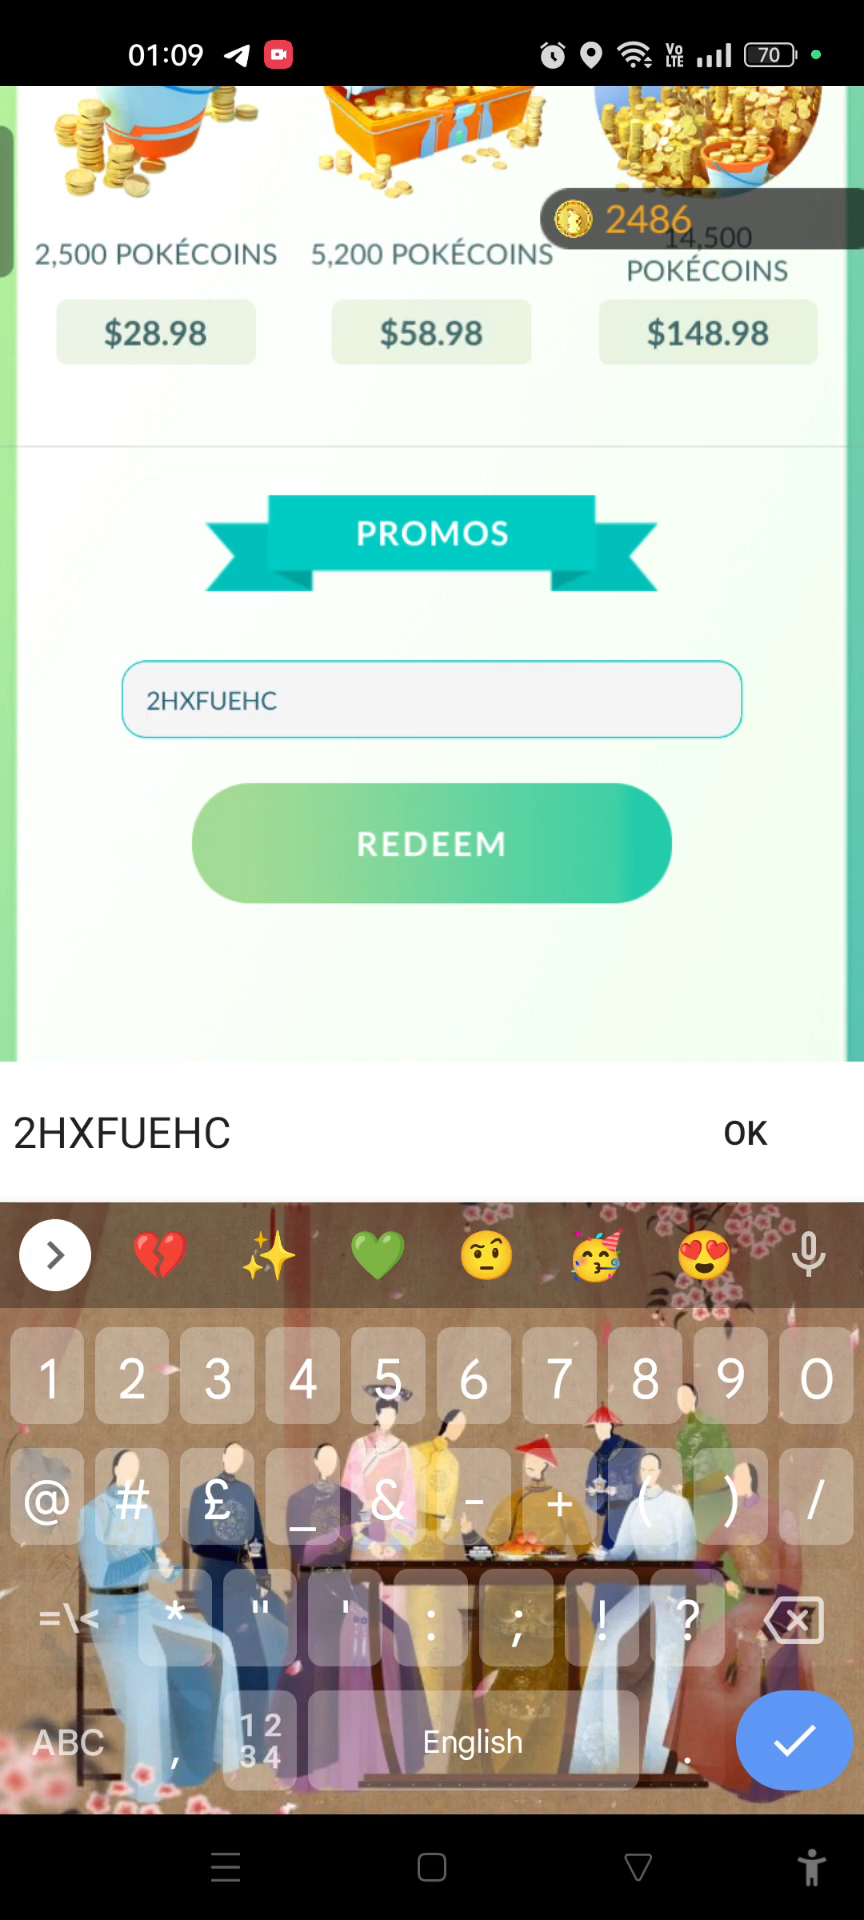 01:09
Vo
LTE
70
2486
2,500 POKÉCOINS
5,200 POKÉCOINS
14,500
POKÉCOINS
$28.98
$58.98
$148.98
PROMOS
2HXFUEHC
REDEEM
2HXFUEHC
OK
1 2 3 4 5 6 7 8 9 0
@ # £ _ & - + ( ) /
=\< * " ' : ; ! ?
ABC , 1 2 3 4 English .